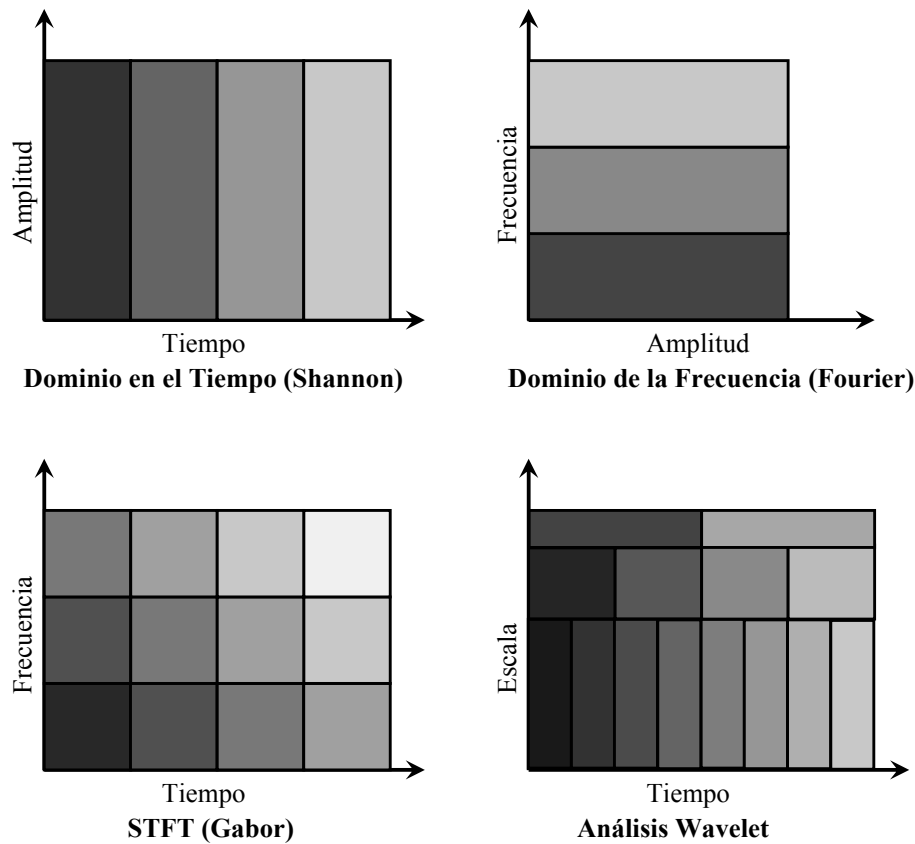 Amplitud
Tiempo
Dominio en el Tiempo (Shannon)
Frecuencia
Amplitud
Dominio de la Frecuencia (Fourier)
Frecuencia
Tiempo
STFT (Gabor)
Escala
Tiempo
Análisis Wavelet